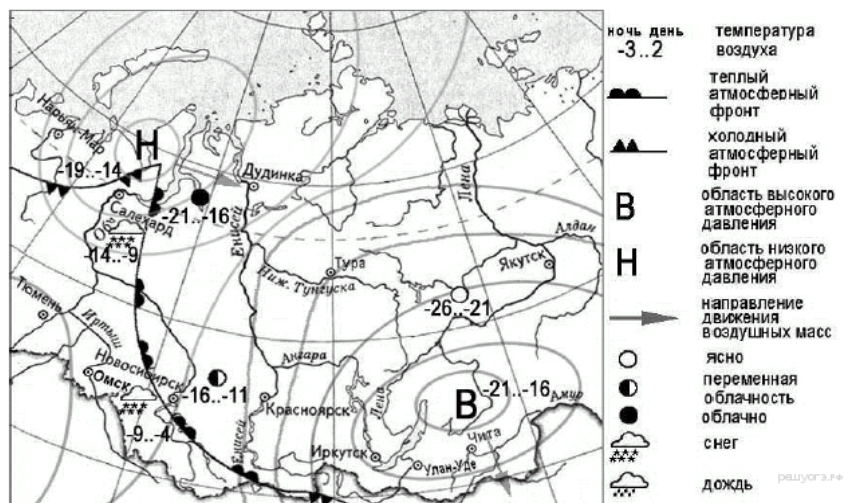 Нарьян-Мар
Н
-19..-14
Дудинка
Салехард
-21..-16
Обь
-14..-9
Енисей
Лена
Алдан
Тура
Якутск
Ниж. Тунгуска
-26..-21
Тюмень
Иртыш
Новосибирск
Омск
-16..-11
Ангара
Лена
В
-21..-16
Амур
Красноярск
-9..-4
Енисей
Иркутск
Улан-Удэ
Чита
ночь день
-3..2
температура
воздуха
теплый
атмосферный
фронт
холодный
атмосферный
фронт
В
область высокого
атмосферного
давления
Н
область низкого
атмосферного
давления
направление
движения
воздушных масс
ясно
переменная
облачность
облачно
снег
дождь
решуогэ.рф